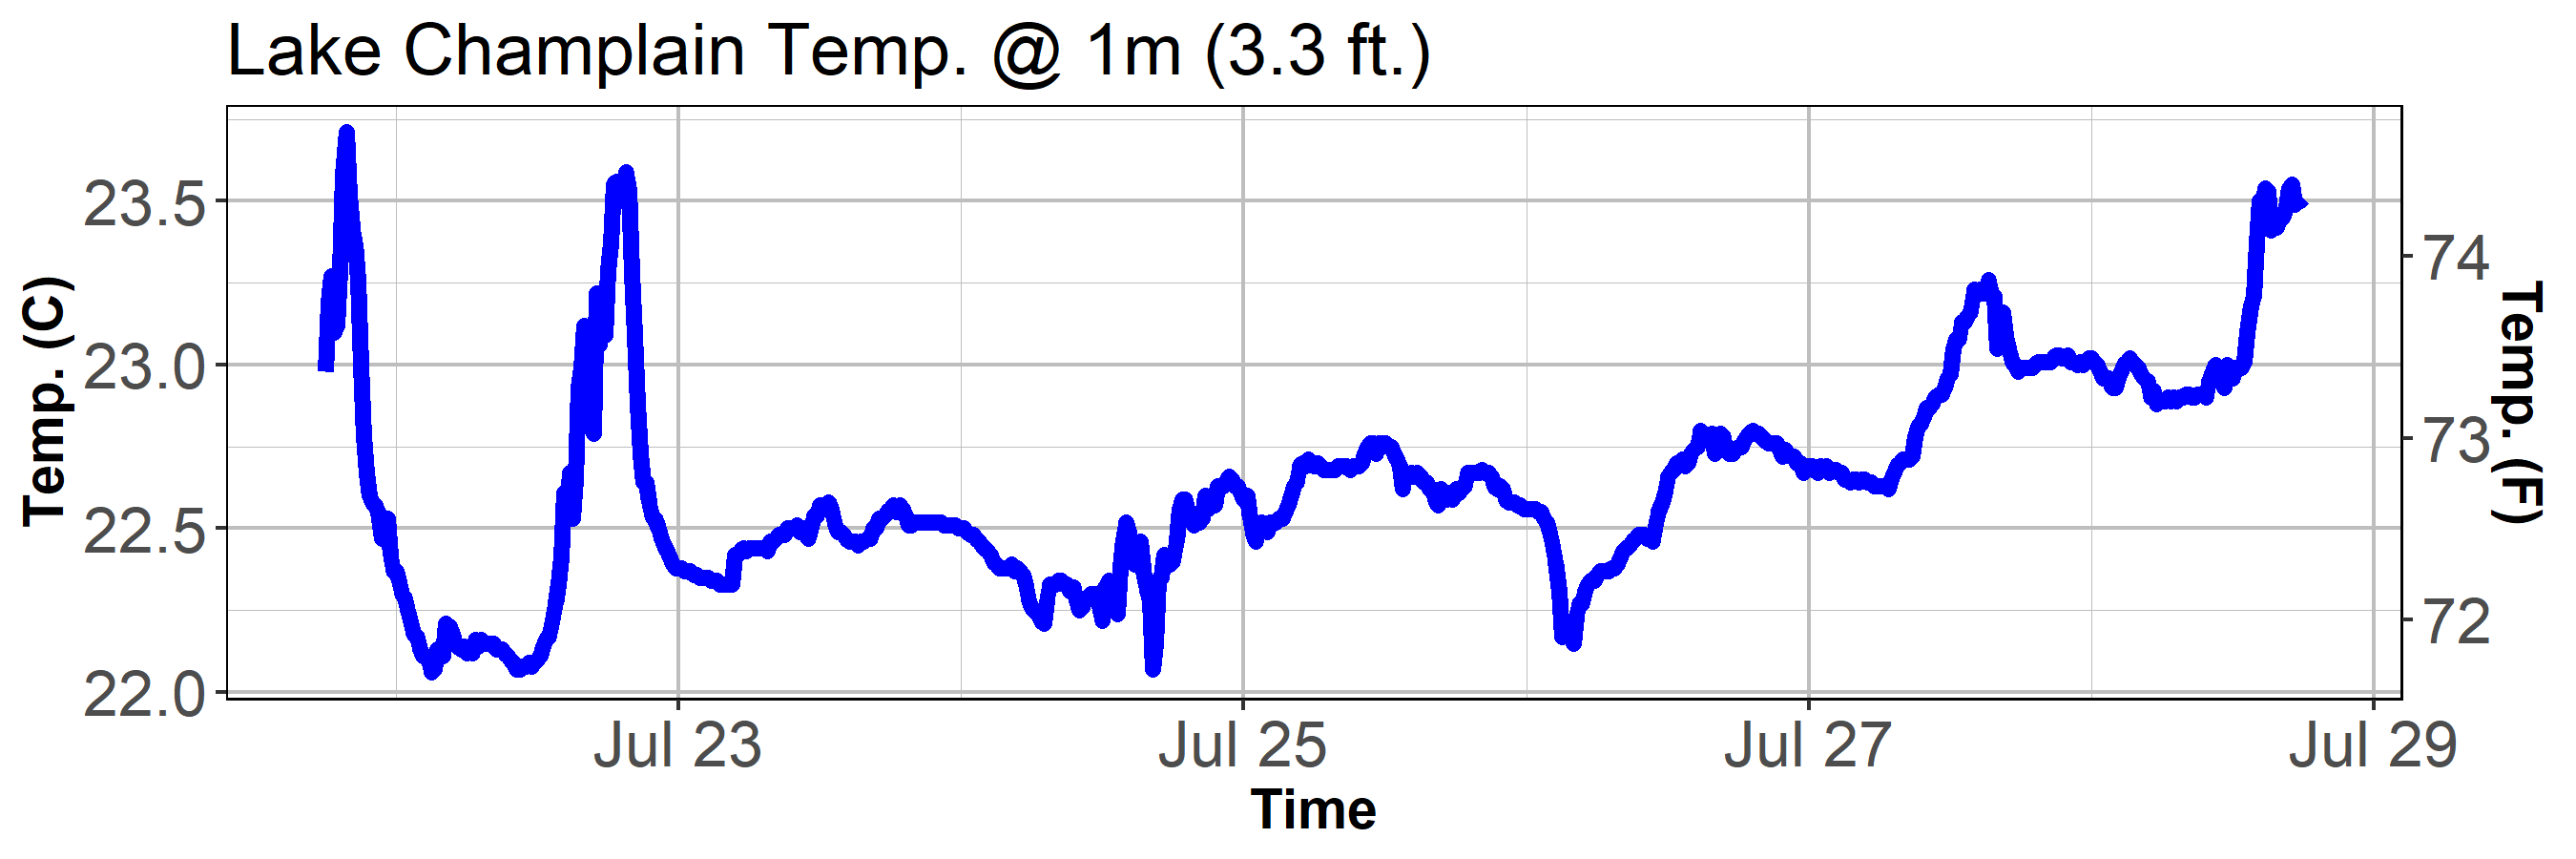 Lake Champlain Temp. @ 1m (3.3 ft.)
Temp. (C)
23.5
23.0
22.5
22.0
74
73
72
Temp. (F)
Jul 23 Jul 25 Jul 27 Jul 29
Time